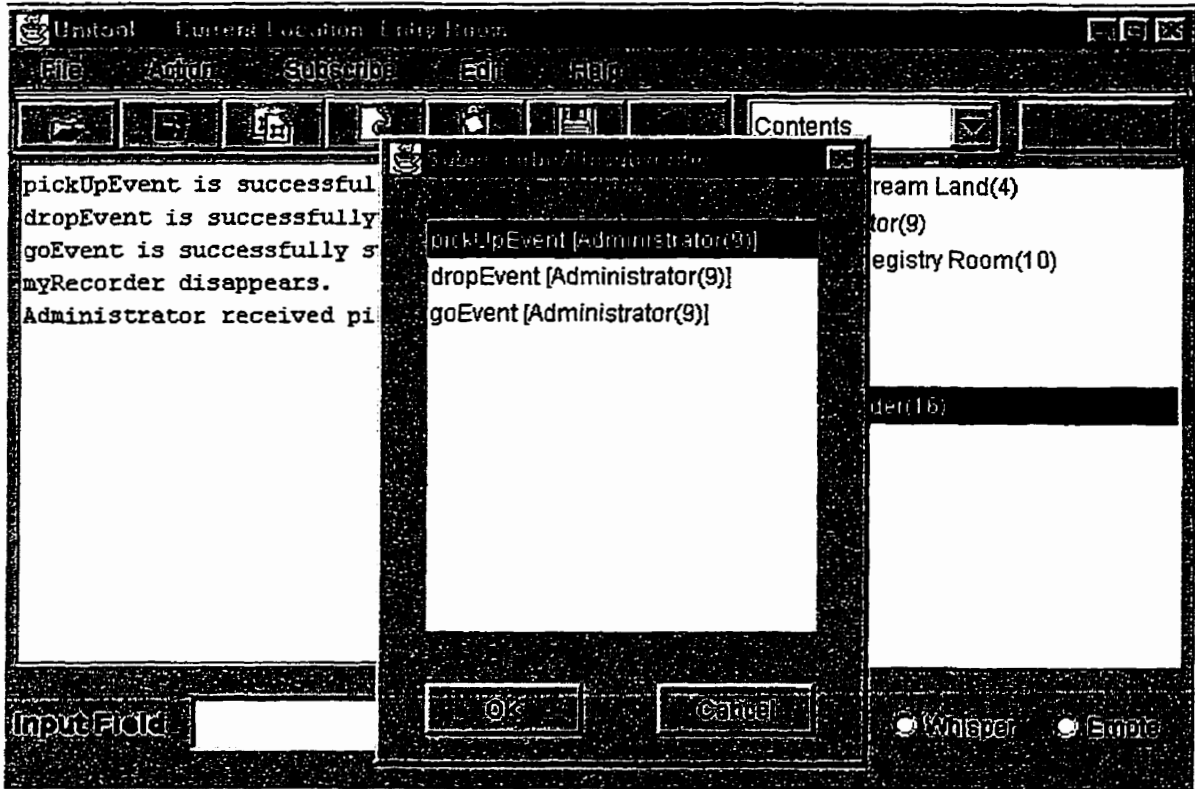 Unitool Current Location: Entry Room
File Action Subscribe Edit Help
Contents
Subscribe/Unsubscribe
pickUpEvent is successful
dropEvent is successfully
goEvent is successfully s
myRecorder disappears.
Administrator received pi
pickUpEvent [Administrator(9)]
dropEvent [Administrator(9)]
goEvent [Administrator(9)]
ream Land(4)
tor(9)
egistry Room(10)
der(16)
OK Cancel
Input Field
Whisper Emote